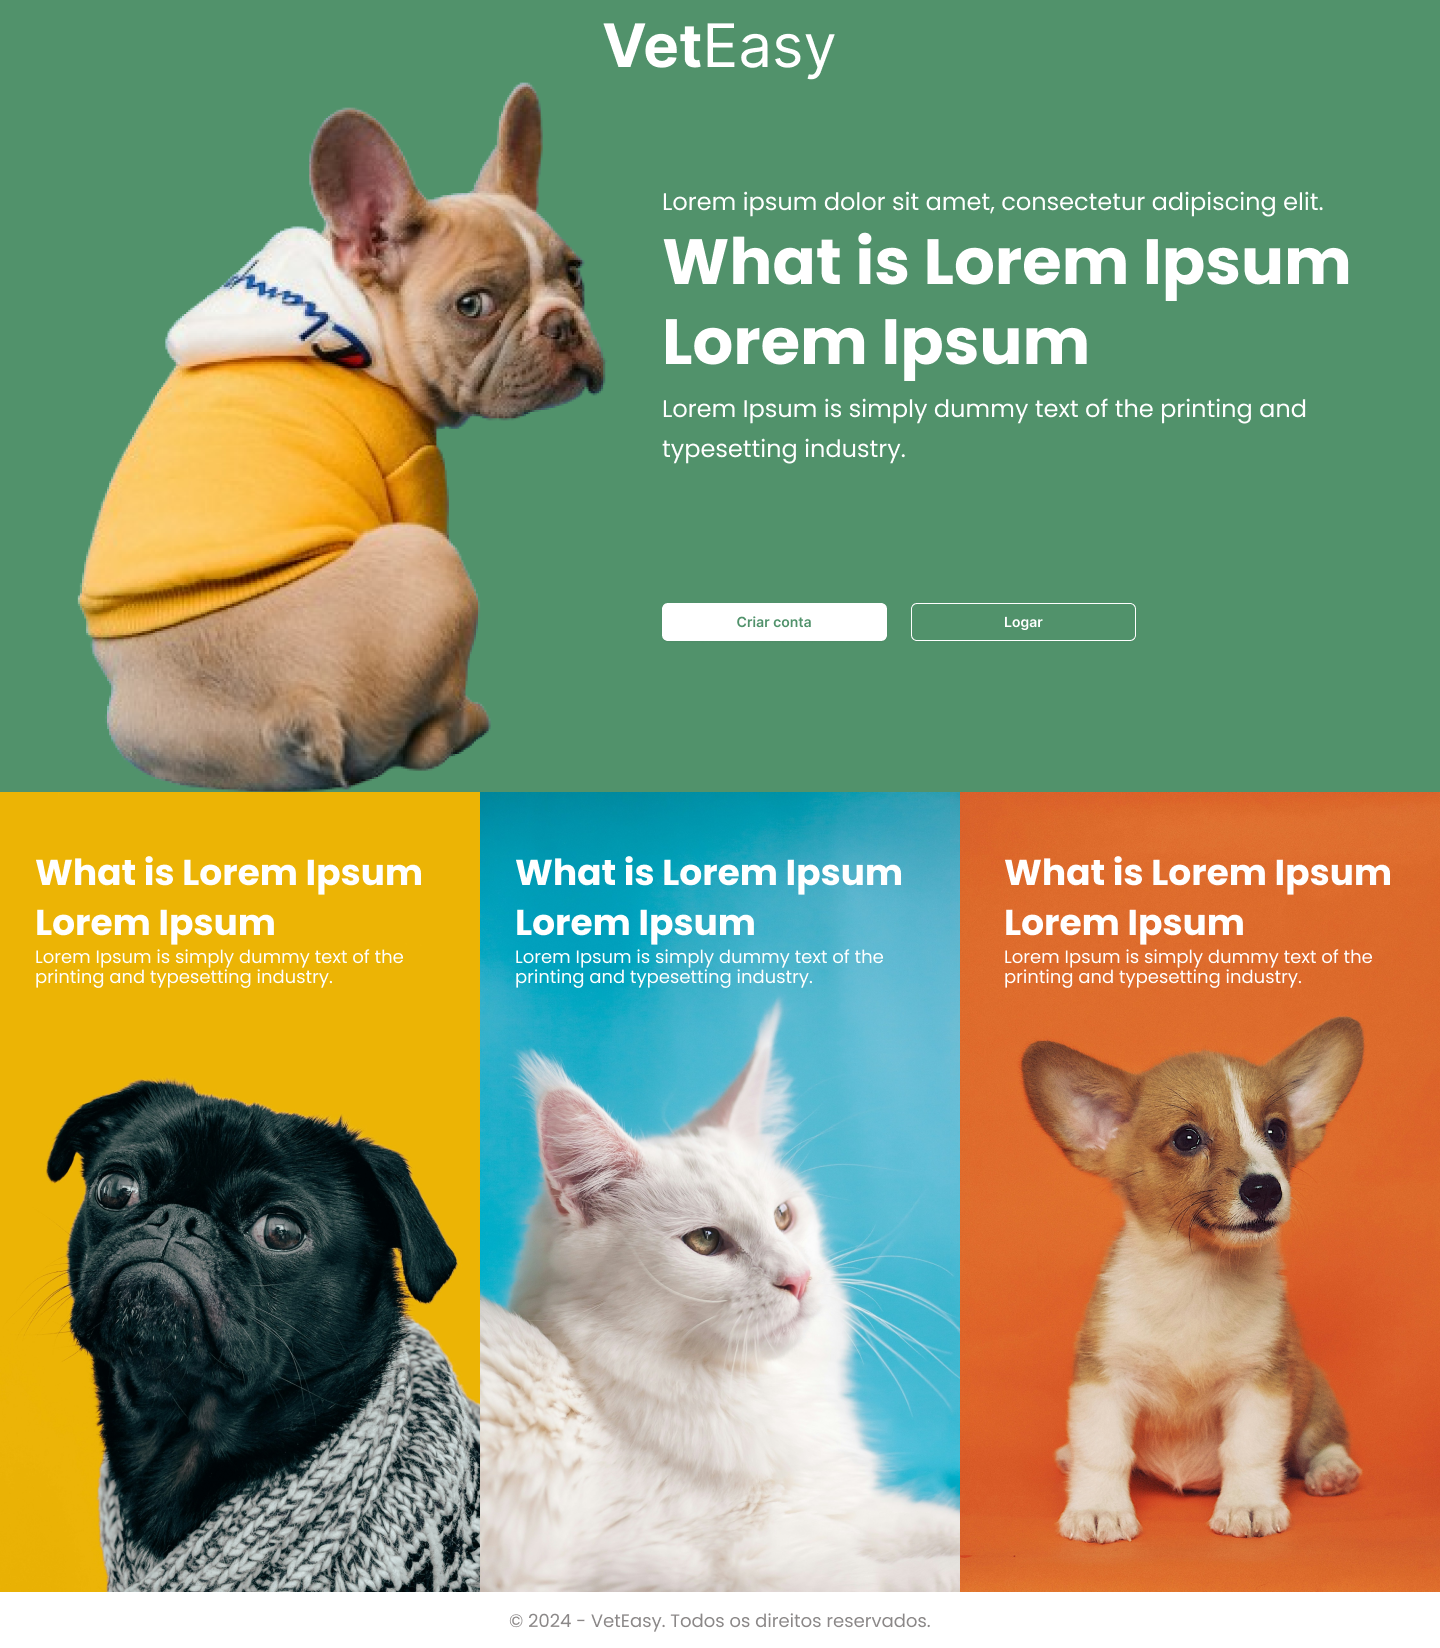 VetEasy
Lorem ipsum dolor sit amet, consectetur adipiscing elit.
What is Lorem Ipsum
Lorem Ipsum
Lorem Ipsum is simply dummy text of the printing and
typesetting industry.
Criar conta
Logar
What is Lorem Ipsum
Lorem Ipsum
Lorem Ipsum is simply dummy text of the
printing and typesetting industry.
What is Lorem Ipsum
Lorem Ipsum
Lorem Ipsum is simply dummy text of the
printing and typesetting industry.
What is Lorem Ipsum
Lorem Ipsum
Lorem Ipsum is simply dummy text of the
printing and typesetting industry.
© 2024 - VetEasy. Todos os direitos reservados.